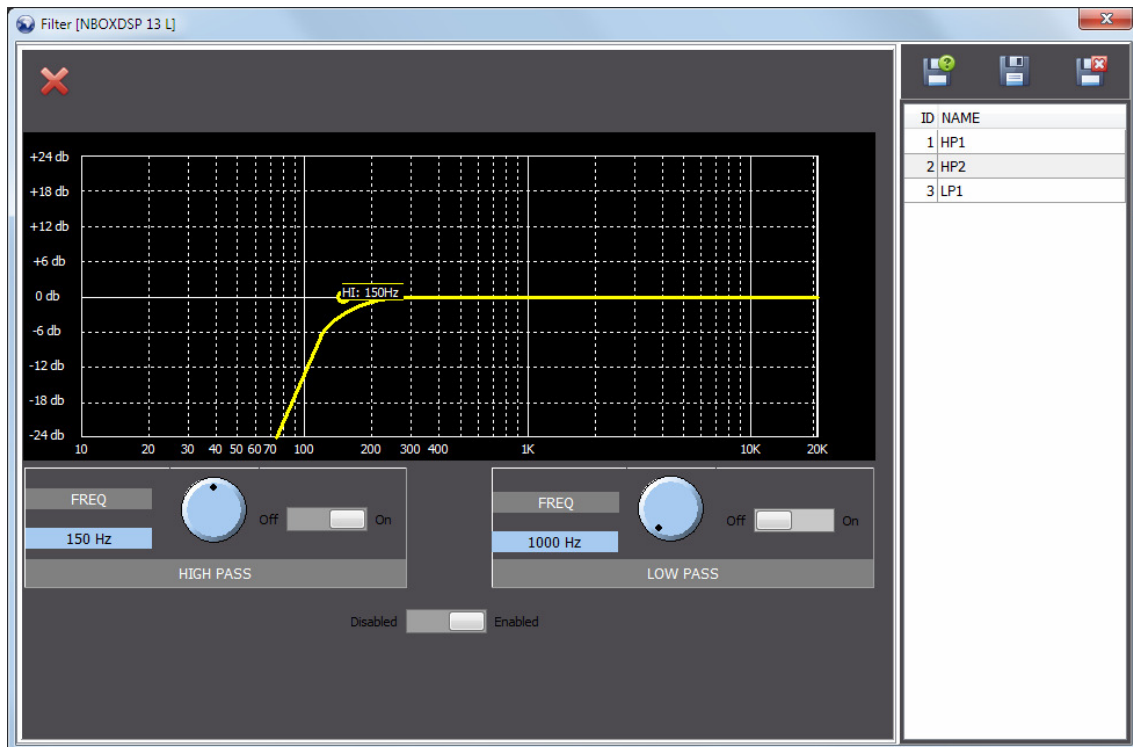 Filter [NBOXDSP 13 L]
ID NAME
1 HP1
2 HP2
3 LP1
+24 db
+18 db
+12 db
+6 db
0 db
-6 db
-12 db
-18 db
-24 db
HI: 150Hz
10 20 30 40 50 60 70 100 200 300 400 1K 10K 20K
FREQ
150 Hz
Off On
HIGH PASS
FREQ
1000 Hz
Off On
LOW PASS
Disabled Enabled